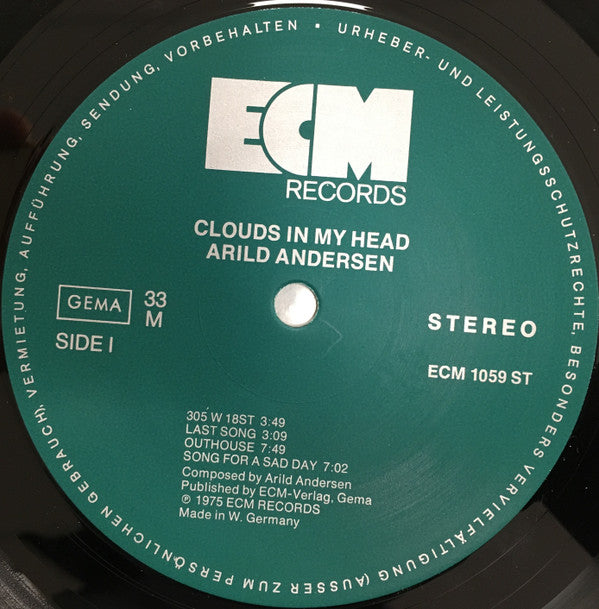 URHEBER- UND LEISTUNGSSCHUTZRECHTE, BESONDERS VERVIELFÄLTIGUNG (AUSSER ZUM PERSÖNLICHEN GEBRAUCH), VERMIETUNG, AUFFÜHRUNG, SENDUNG, VORBEHALTEN •
ECM
RECORDS
CLOUDS IN MY HEAD
ARILD ANDERSEN
GEMA 33
M
SIDE I
STEREO
ECM 1059 ST
305 W 18ST 3:49
LAST SONG 3:09
OUTHOUSE 7:49
SONG FOR A SAD DAY 7:02
Composed by Arild Andersen
Published by ECM-Verlag, Gema
℗ 1975 ECM RECORDS
Made in W. Germany